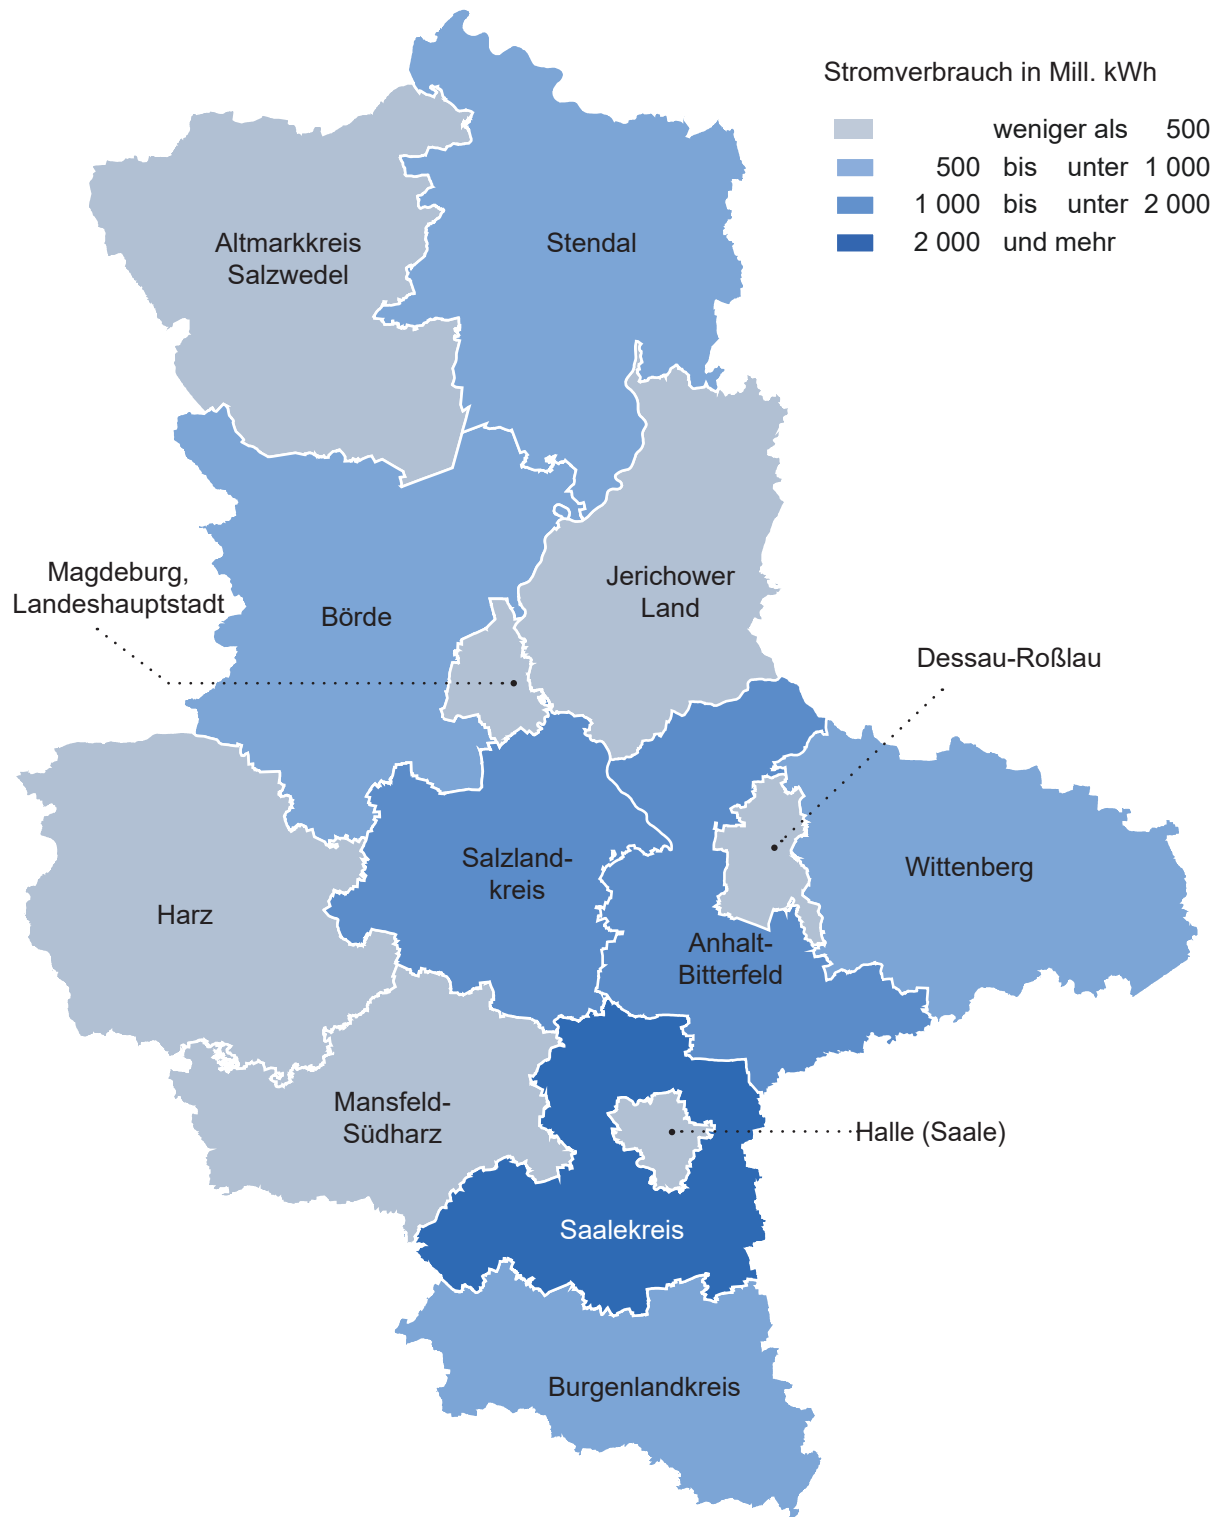 Stromverbrauch in Mill. kWh
weniger als 500
500 bis unter 1 000
1 000 bis unter 2 000
2 000 und mehr
Altmarkkreis
Salzwedel
Stendal
Magdeburg,
Landeshauptstadt
Börde
Jerichower
Land
Dessau-Roßlau
Harz
Salzland-
kreis
Wittenberg
Anhalt-
Bitterfeld
Mansfeld-
Südharz
Halle (Saale)
Saalekreis
Burgenlandkreis